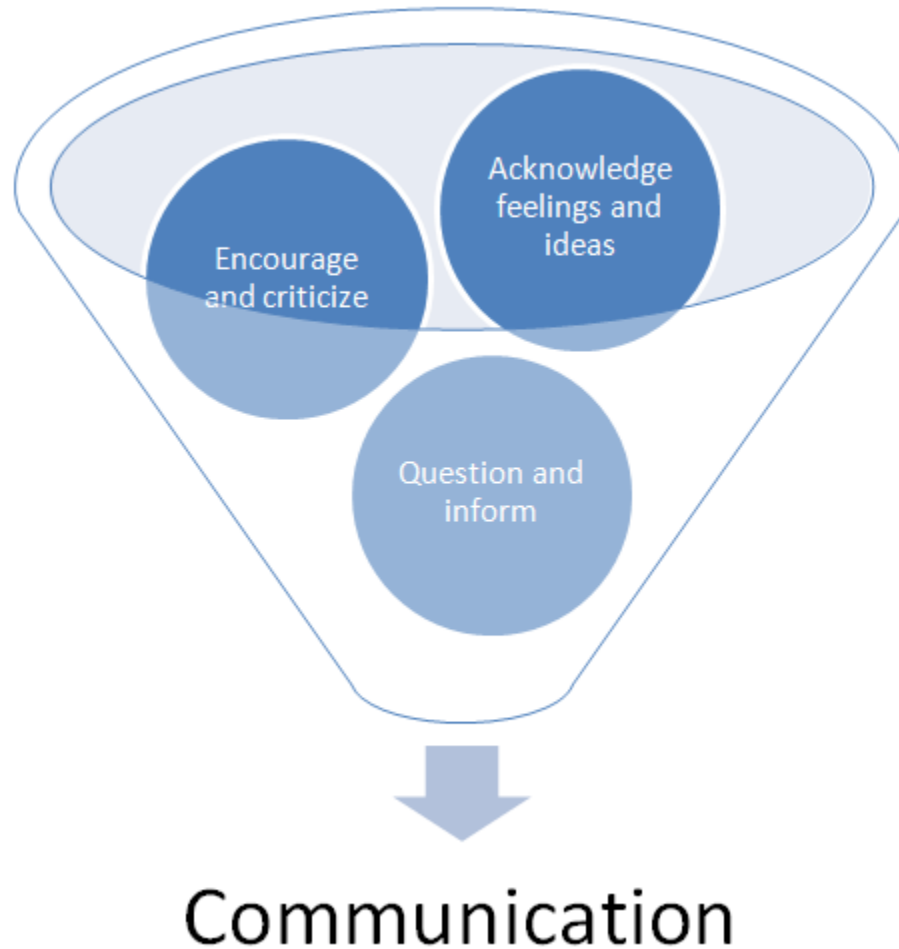 Acknowledge
feelings and
ideas
Encourage
and criticize
Question and
inform
Communication